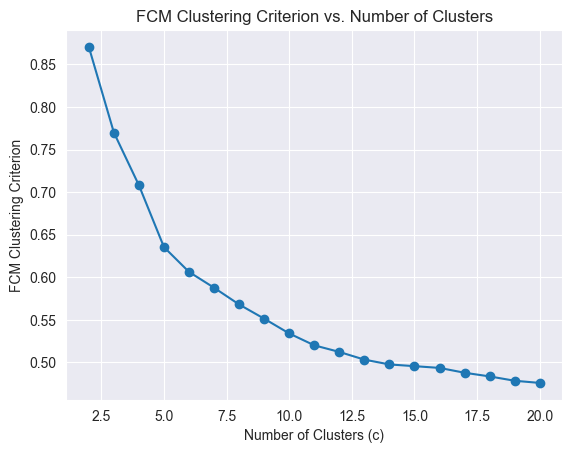 FCM Clustering Criterion vs. Number of Clusters
FCM Clustering Criterion
0.85
0.80
0.75
0.70
0.65
0.60
0.55
0.50
2.5 5.0 7.5 10.0 12.5 15.0 17.5 20.0
Number of Clusters (c)